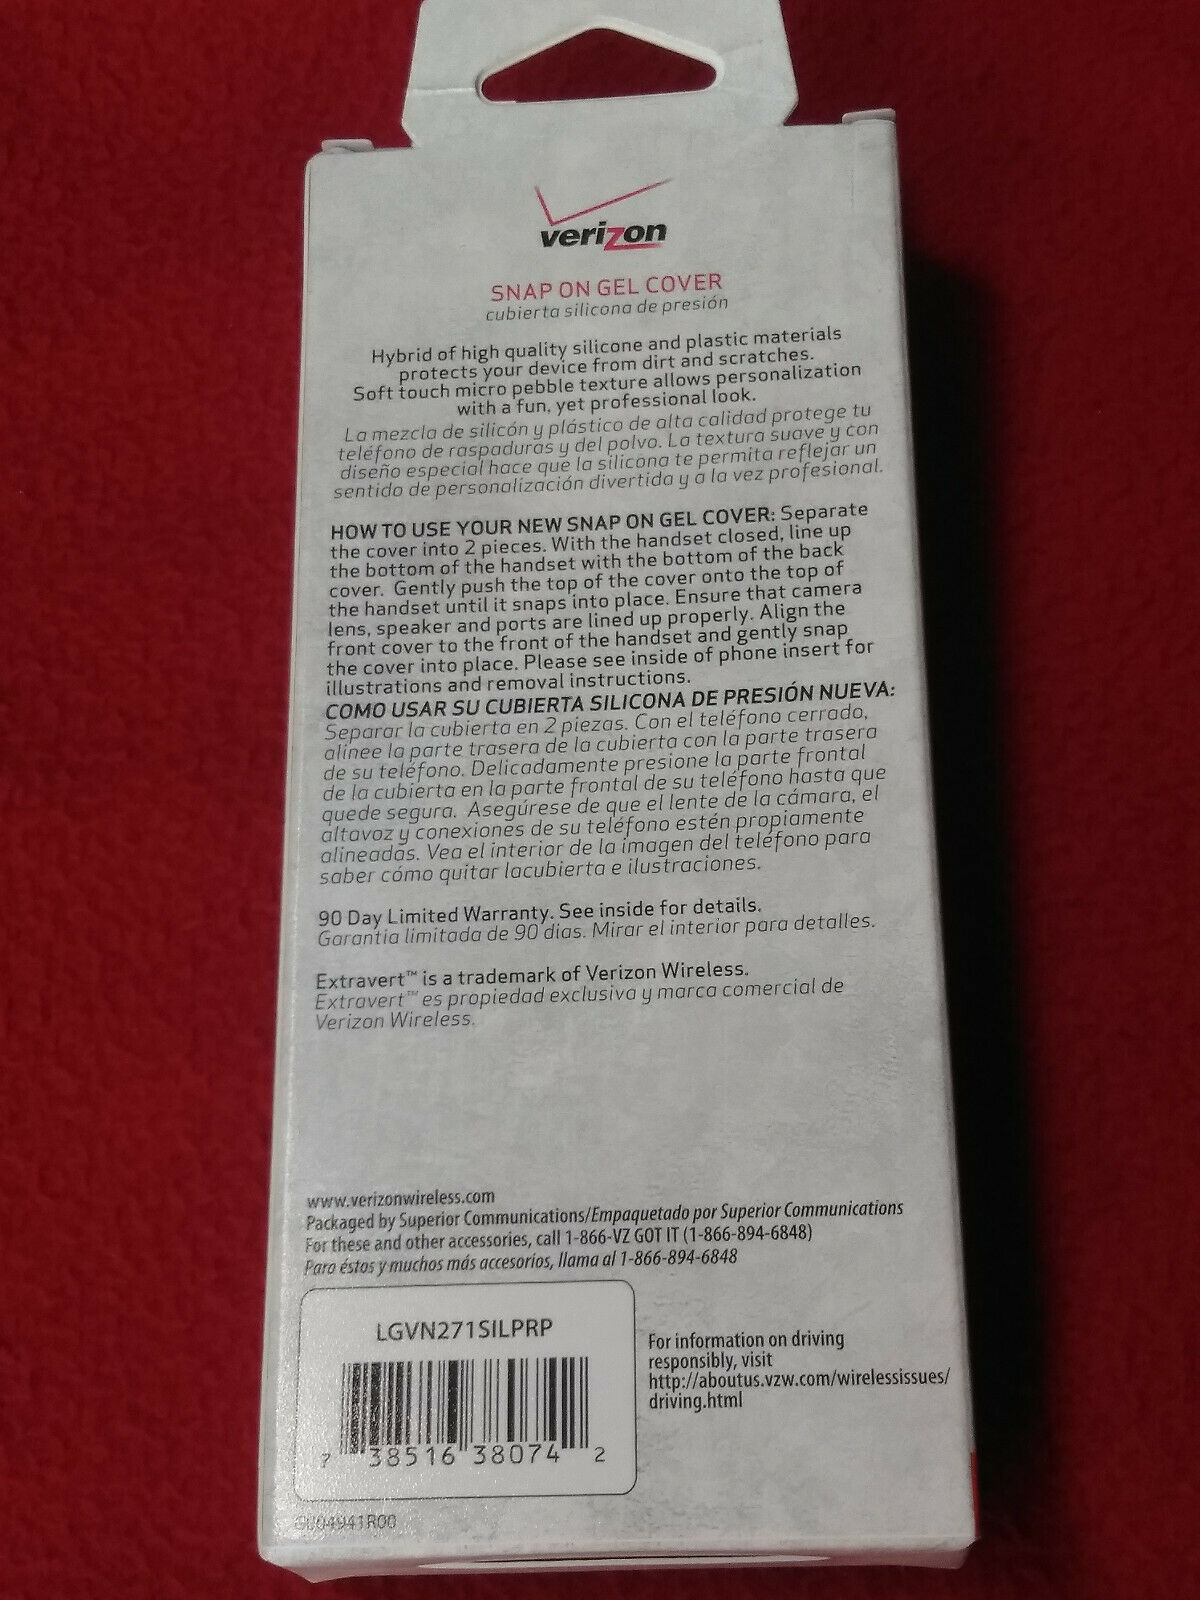 verizon
SNAP ON GEL COVER
cubierta silicona de presión
Hybrid of high quality silicone and plastic materials
protects your device from dirt and scratches.
Soft touch micro pebble texture allows personalization
with a fun, yet professional look.
La mezcla de silicón y plástico de alta calidad protege tu
teléfono de raspaduras y del polvo. La textura suave y con
diseño especial hace que la silicona te permita reflejar un
sentido de personalización divertida y a la vez profesional.
HOW TO USE YOUR NEW SNAP ON GEL COVER: Separate
the cover into 2 pieces. With the handset closed, line up
the bottom of the handset with the bottom of the back
cover. Gently push the top of the cover onto the top of
the handset until it snaps into place. Ensure that camera
lens, speaker and ports are lined up properly. Align the
front cover to the front of the handset and gently snap
the cover into place. Please see inside of phone insert for
illustrations and removal instructions.
COMO USAR SU CUBIERTA SILICONA DE PRESIÓN NUEVA:
Separar la cubierta en 2 piezas. Con el teléfono cerrado,
alinee la parte trasera de la cubierta con la parte trasera
de su teléfono. Delicadamente presione la parte frontal
de la cubierta en la parte frontal de su teléfono hasta que
quede segura. Asegúrese de que el lente de la cámara, el
altavoz y conexiones de su teléfono estén propiamente
alineadas. Vea el interior de la imagen del teléfono para
saber cómo quitar lacubierta e ilustraciones.
90 Day Limited Warranty. See inside for details.
Garantia limitada de 90 dias. Mirar el interior para detalles.
Extravert™ is a trademark of Verizon Wireless.
Extravert™ es propiedad exclusiva y marca comercial de
Verizon Wireless.
www.verizonwireless.com
Packaged by Superior Communications/Empaquetado por Superior Communications
For these and other accessories, call 1-866-VZ GOT IT (1-866-894-6848)
Para éstos y muchos más accesorios, llama al 1-866-894-6848
LGVN271SILPRP
7 38516 38074 2
For information on driving
responsibly, visit
http://aboutus.vzw.com/wirelessissues/
driving.html